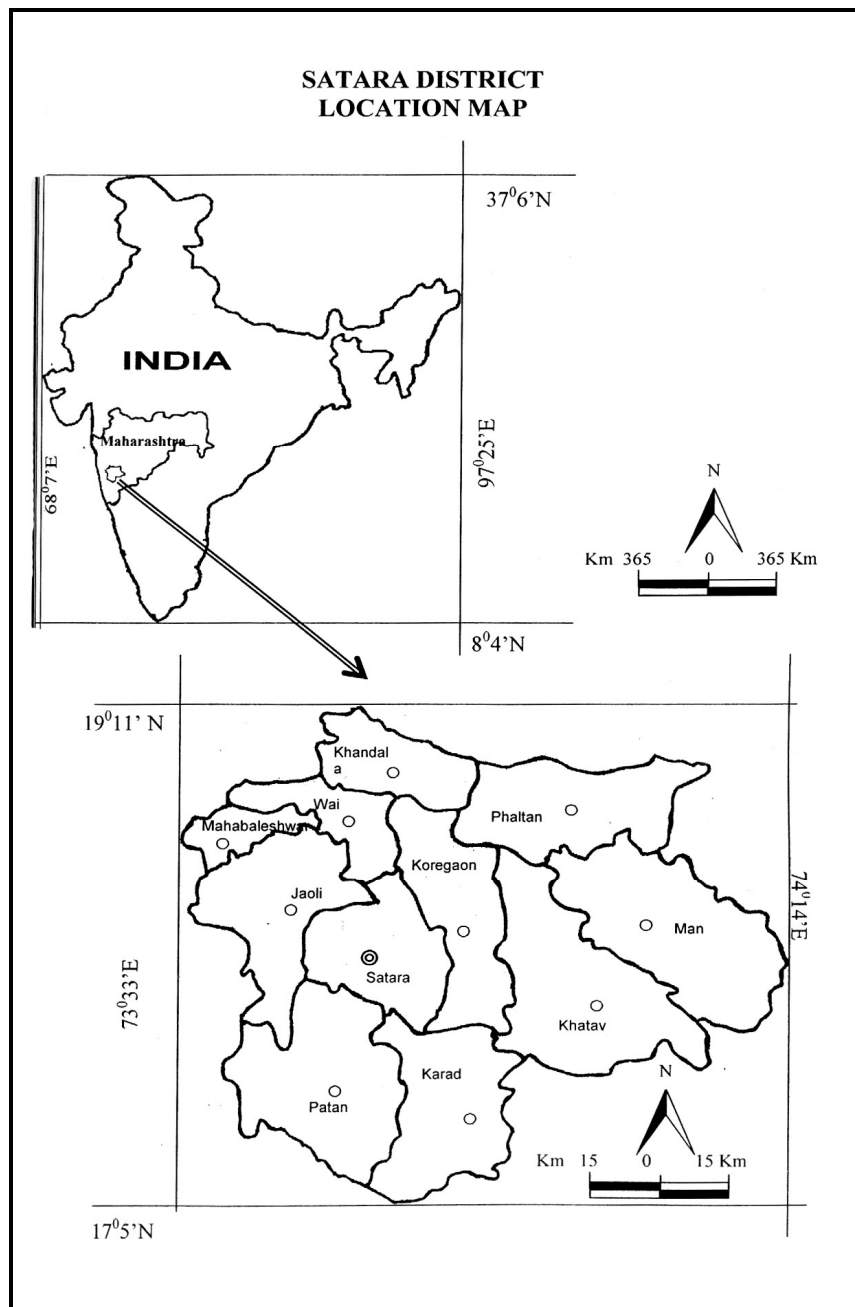 SATARA DISTRICT
LOCATION MAP
37⁰6'N
INDIA
Maharashtra
68⁰7'E
97⁰25'E
N
Km 365 0 365 Km
8⁰4'N
19⁰11' N
Khandal
a
Wai
Mahabaleshwar
Phaltan
Koregaon
Jaoli
74⁰14'E
Man
73⁰33'E
Satara
Khatav
Karad
N
Patan
Km 15 0 15 Km
17⁰5'N